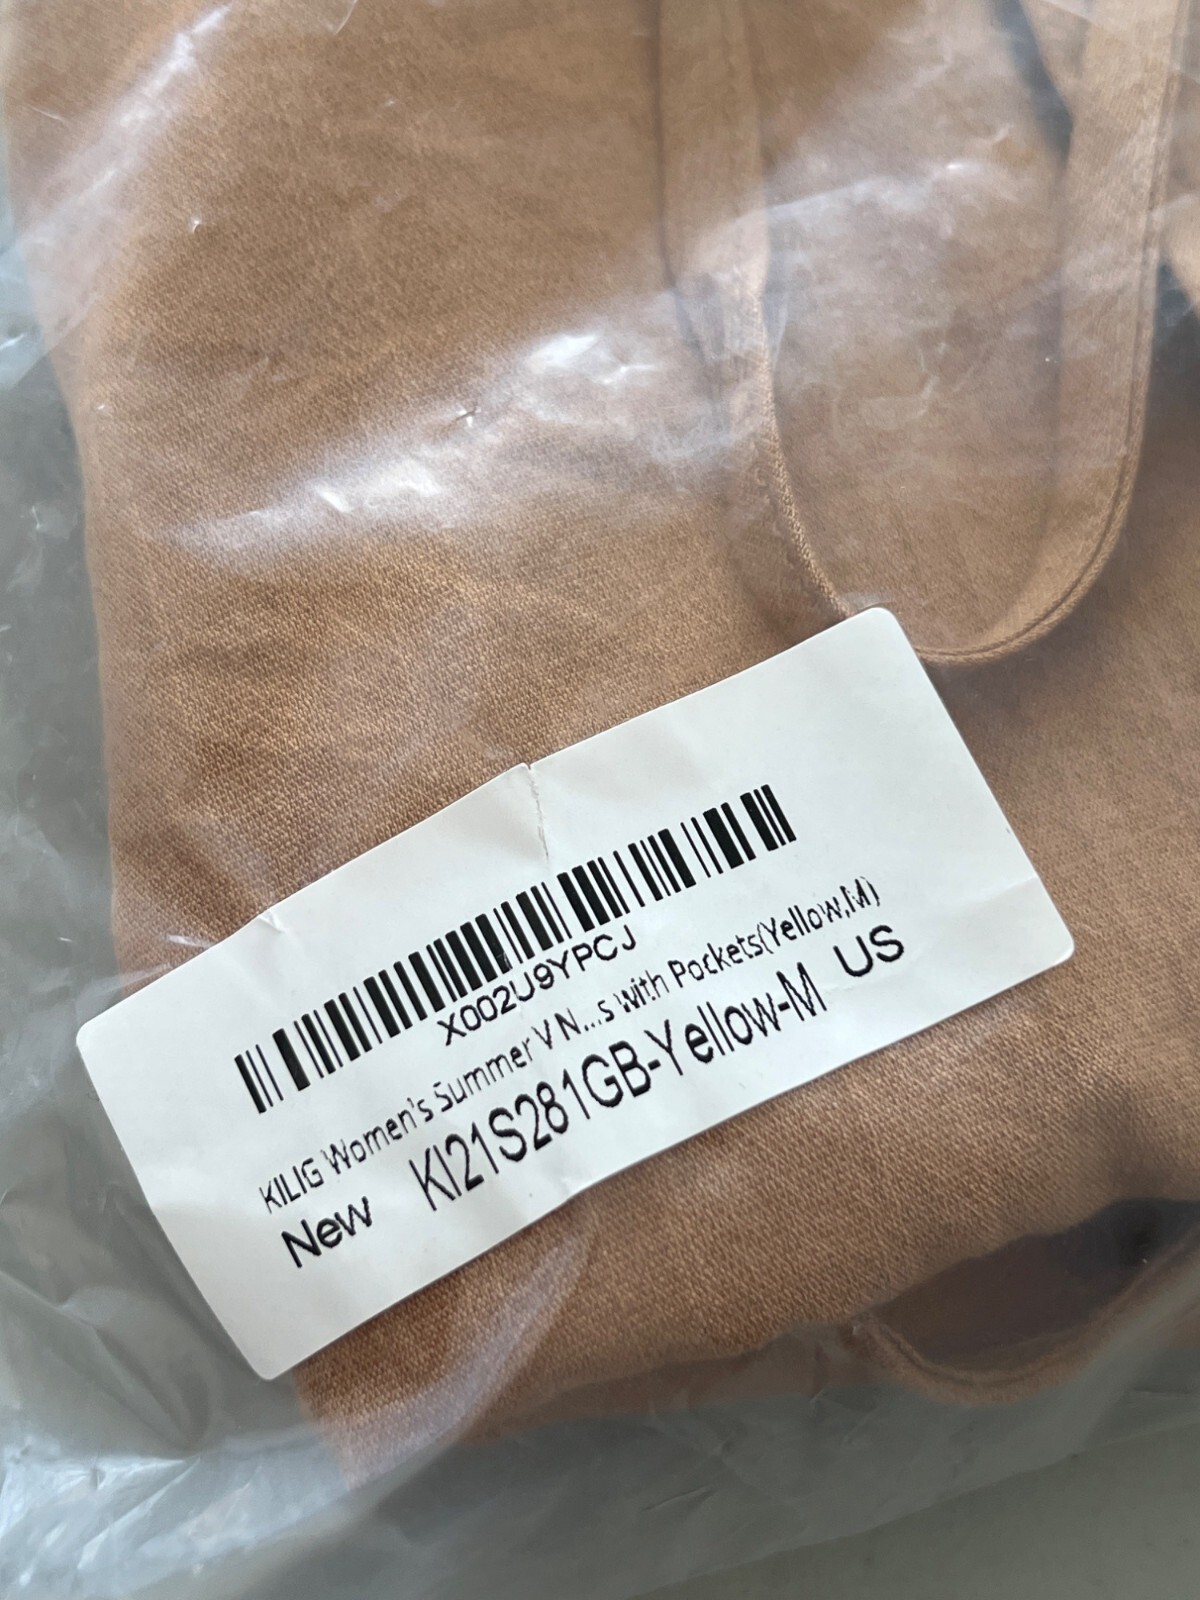 X002U9YPCJ
KILIG Women's Summer V N...s with Pockets(Yellow,M)
New KI21S281GB-Yellow-M US